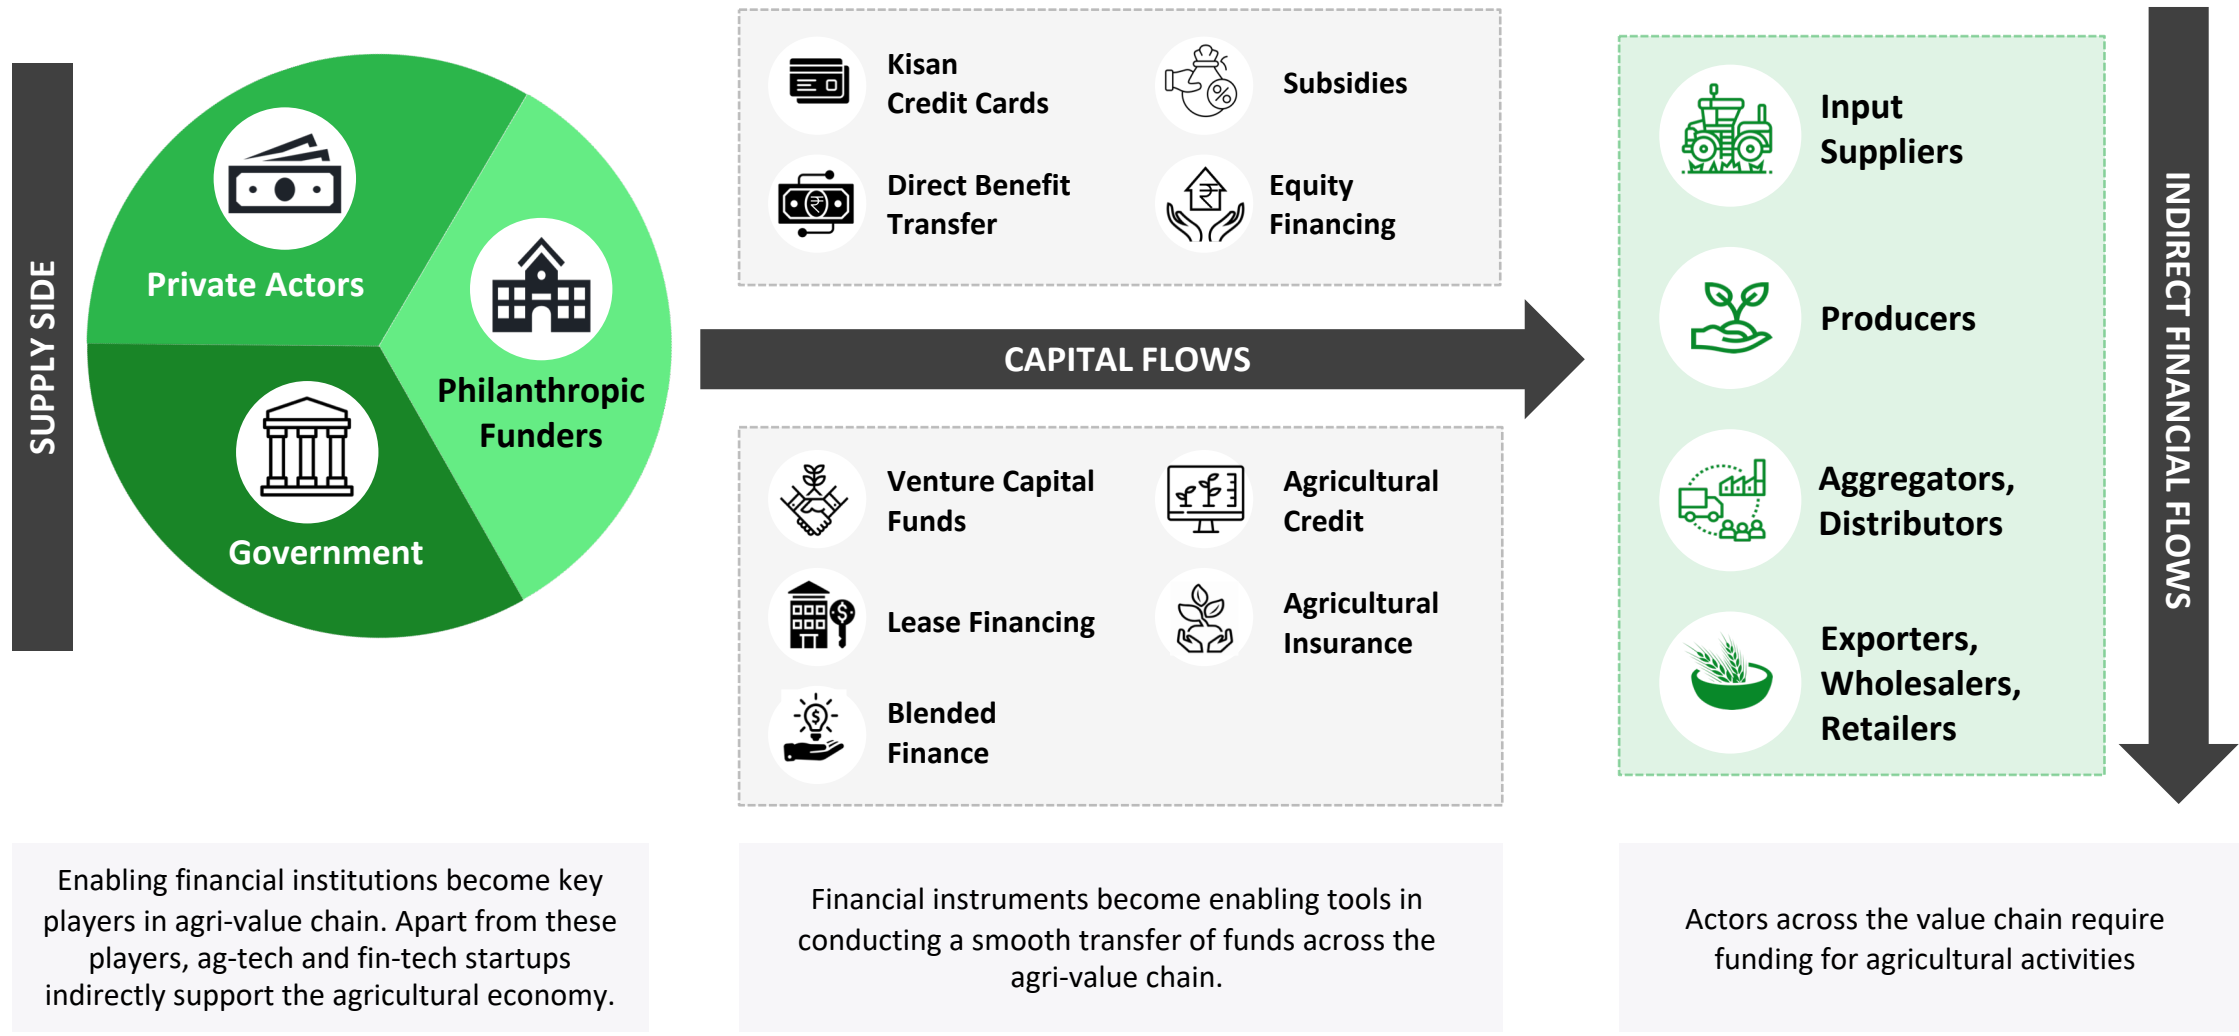 SUPPLY SIDE
Private Actors
Philanthropic
Funders
Government
Kisan
Credit Cards
Subsidies
Direct Benefit
Transfer
Equity
Financing
CAPITAL FLOWS
Venture Capital
Funds
Agricultural
Credit
Lease Financing
Agricultural
Insurance
Blended
Finance
Input
Suppliers
Producers
Aggregators,
Distributors
Exporters,
Wholesalers,
Retailers
INDIRECT FINANCIAL FLOWS
Enabling financial institutions become key
players in agri-value chain. Apart from these
players, ag-tech and fin-tech startups
indirectly support the agricultural economy.
Financial instruments become enabling tools in
conducting a smooth transfer of funds across the
agri-value chain.
Actors across the value chain require
funding for agricultural activities